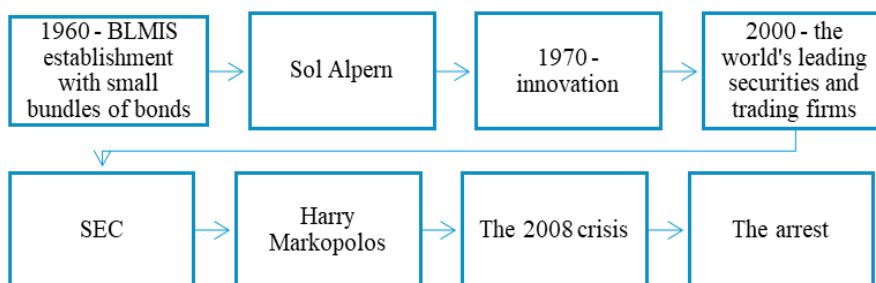 1960 - BLMIS
establishment
with small
bundles of bonds
Sol Alpern
1970 -
innovation
2000 - the
world's leading
securities and
trading firms
SEC
Harry
Markopolos
The 2008 crisis
The arrest